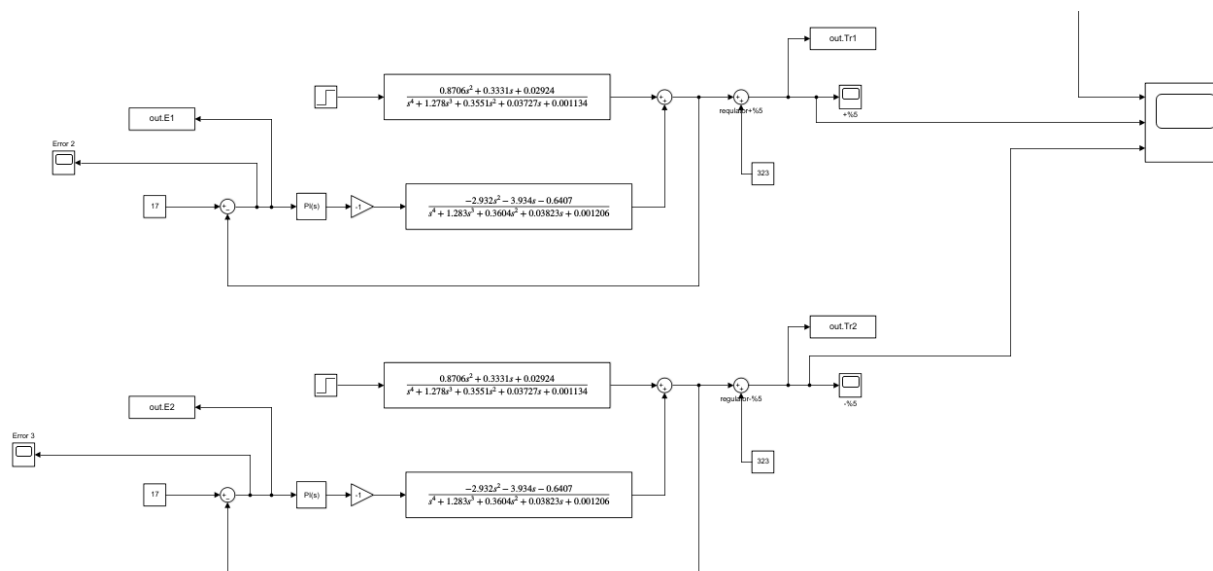 out.Tr1
0.8706s² + 0.3331s + 0.02924
s⁴ + 1.278s³ + 0.3551s² + 0.03727s + 0.001134
+
+
+
+
regulator+%5
+%5
out.E1
Error 2
323
17
+
−
PI(s)
-1
−2.932s² − 3.934s − 0.6407
s⁴ + 1.283s³ + 0.3604s² + 0.03823s + 0.001206
out.Tr2
0.8706s² + 0.3331s + 0.02924
s⁴ + 1.278s³ + 0.3551s² + 0.03727s + 0.001134
+
+
+
+
regulator-%5
-%5
out.E2
Error 3
323
17
+
−
PI(s)
-1
−2.932s² − 3.934s − 0.6407
s⁴ + 1.283s³ + 0.3604s² + 0.03823s + 0.001206